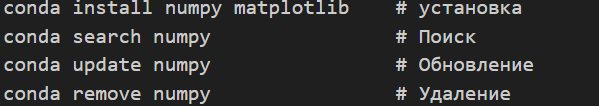 conda install numpy matplotlib    # установка
conda search numpy                # Поиск
conda update numpy                # Обновление
conda remove numpy                # Удаление